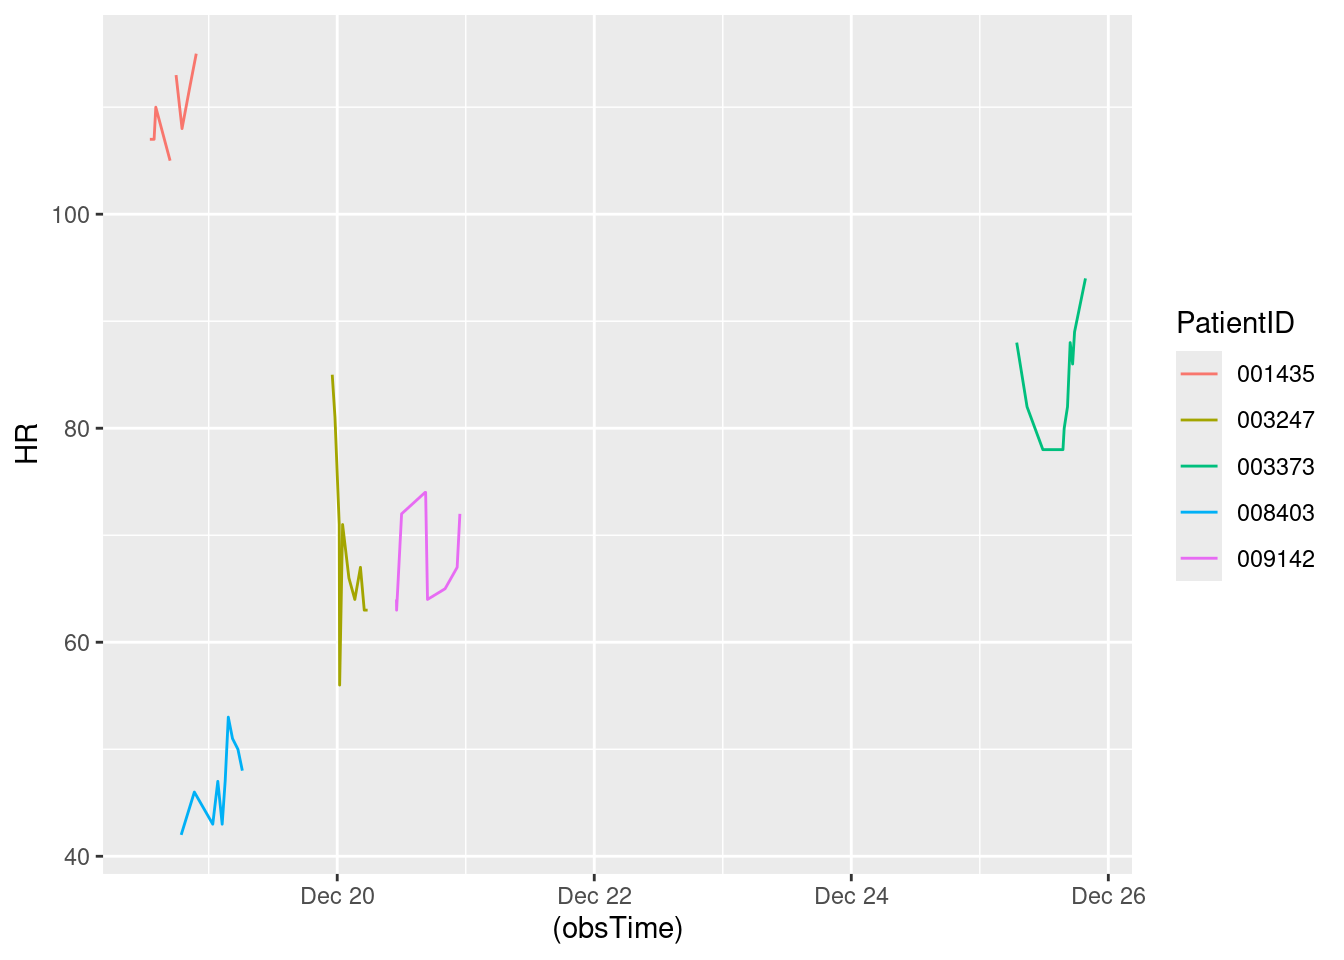 100
80
60
40
HR
Dec 20
Dec 22
Dec 24
Dec 26
(obsTime)
PatientID
001435
003247
003373
008403
009142